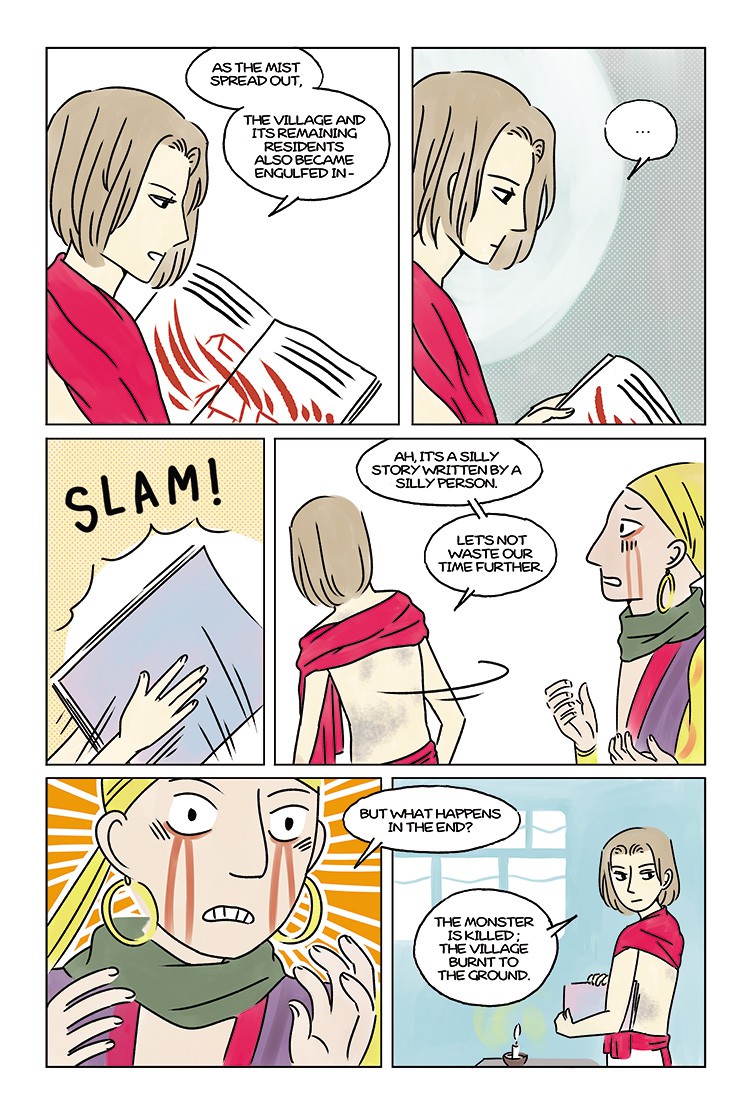 AS THE MIST
SPREAD OUT,
THE VILLAGE AND
ITS REMAINING
RESIDENTS
ALSO BECAME
ENGULFED IN-
...
SLAM!
AH, IT'S A SILLY
STORY WRITTEN BY A
SILLY PERSON.
LET'S NOT
WASTE OUR
TIME FURTHER.
BUT WHAT HAPPENS
IN THE END?
THE MONSTER
IS KILLED;
THE VILLAGE
BURNT TO
THE GROUND.